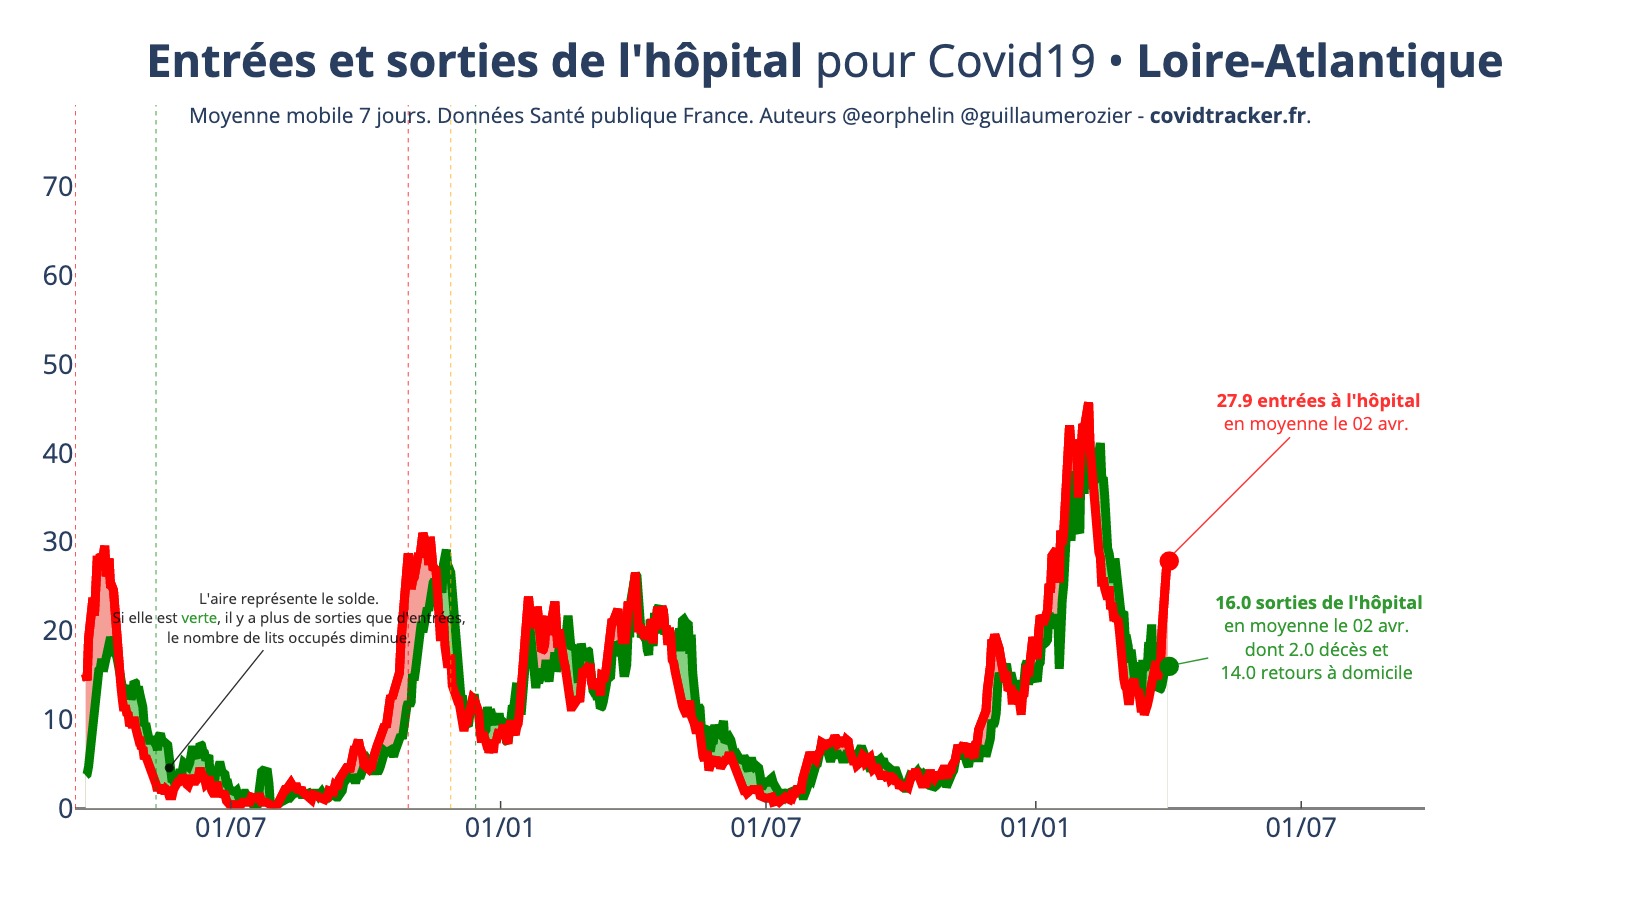 Entrées et sorties de l'hôpital pour Covid19 • Loire-Atlantique
Moyenne mobile 7 jours. Données Santé publique France. Auteurs @eorphelin @guillaumerozier - covidtracker.fr.
70
60
50
40
30
20
10
0
L'aire représente le solde.
Si elle est verte, il y a plus de sorties que d'entrées,
le nombre de lits occupés diminue.
27.9 entrées à l'hôpital
en moyenne le 02 avr.
16.0 sorties de l'hôpital
en moyenne le 02 avr.
dont 2.0 décès et
14.0 retours à domicile
01/07
01/01
01/07
01/01
01/07